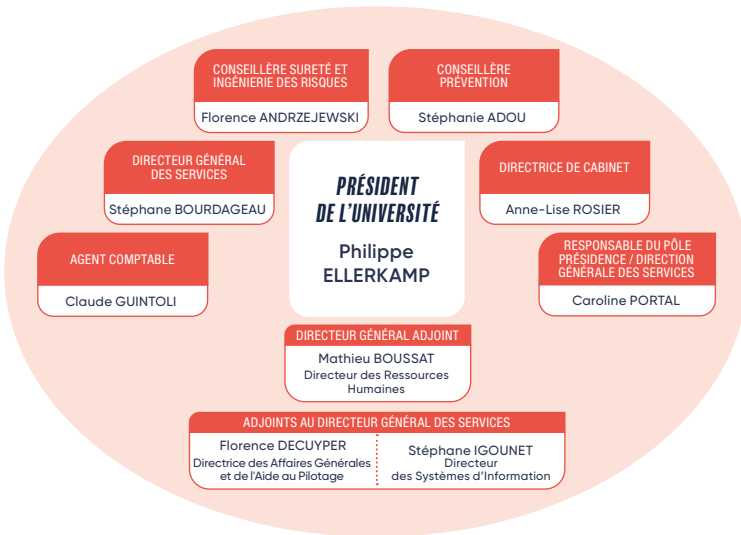 CONSEILLÈRE SURETÉ ET
INGÉNIERIE DES RISQUES
Florence ANDRZEJEWSKI
CONSEILLÈRE
PRÉVENTION
Stéphanie ADOU
DIRECTEUR GÉNÉRAL
DES SERVICES
Stéphane BOURDAGEAU
PRÉSIDENT
DE L'UNIVERSITÉ
Philippe
ELLERKAMP
DIRECTRICE DE CABINET
Anne-Lise ROSIER
AGENT COMPTABLE
Claude GUINTOLI
RESPONSABLE DU PÔLE
PRÉSIDENCE / DIRECTION
GÉNÉRALE DES SERVICES
Caroline PORTAL
DIRECTEUR GÉNÉRAL ADJOINT
Mathieu BOUSSAT
Directeur des Ressources
Humaines
ADJOINTS AU DIRECTEUR GÉNÉRAL DES SERVICES
Florence DECUYPER
Directrice des Affaires Générales
et de l'Aide au Pilotage
Stéphane IGOUNET
Directeur
des Systèmes d'Information